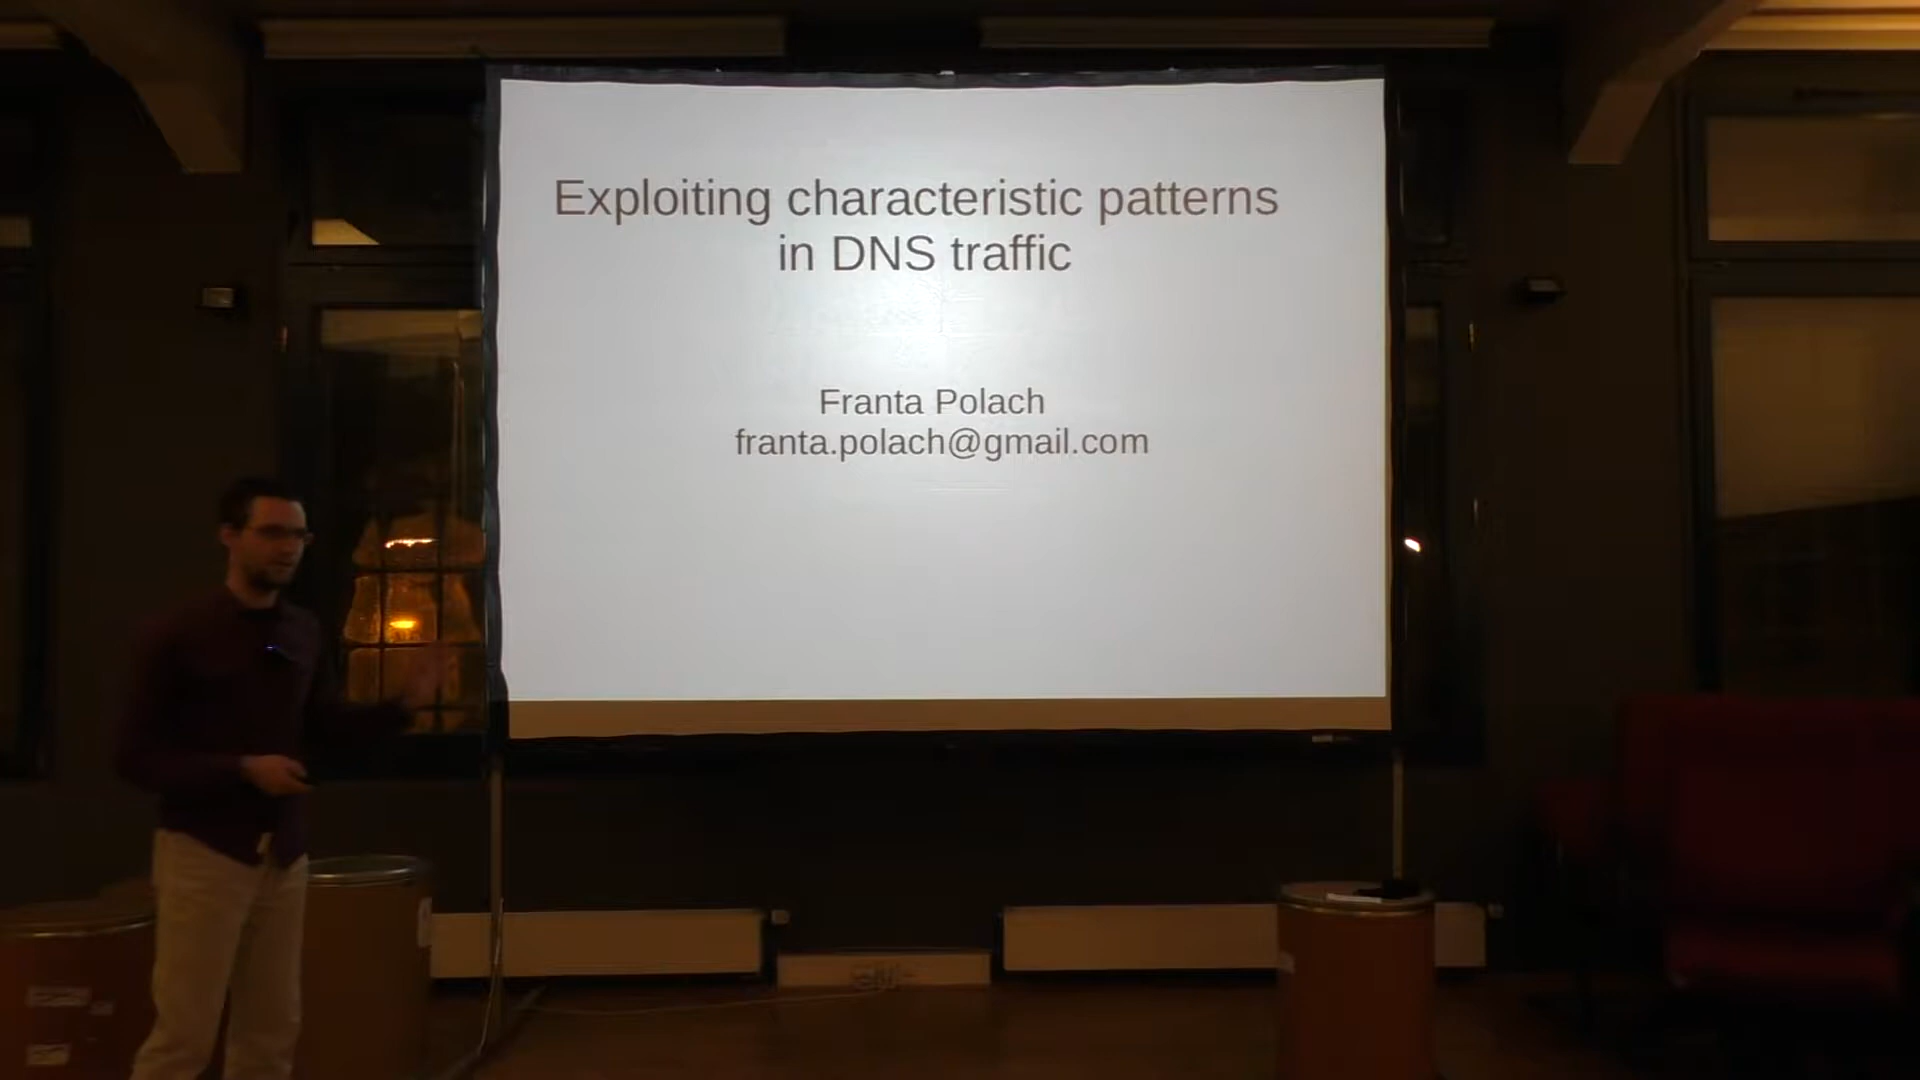 Exploiting characteristic patterns
in DNS traffic
Franta Polach
franta.polach@gmail.com